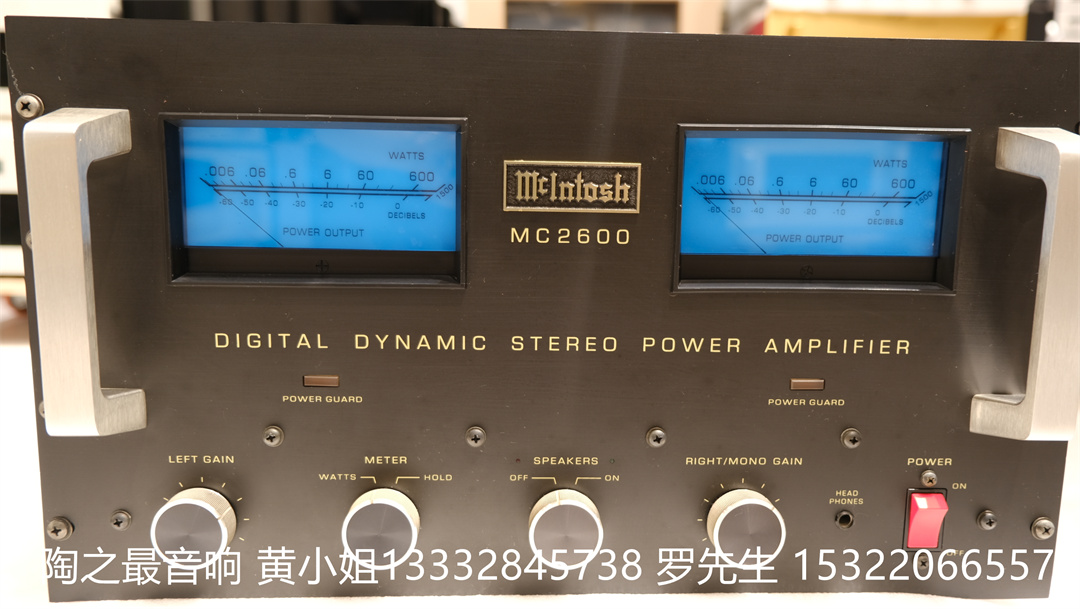 WATTS
.006 .06 .6 6 60 600 1500
-60 -50 -40 -30 -20 -10 0
DECIBELS
POWER OUTPUT
McIntosh
MC2600
WATTS
.006 .06 .6 6 60 600 1500
-60 -50 -40 -30 -20 -10 0
DECIBELS
POWER OUTPUT
DIGITAL DYNAMIC STEREO POWER AMPLIFIER
POWER GUARD
POWER GUARD
LEFT GAIN
METER
WATTS HOLD
SPEAKERS
OFF ON
RIGHT/MONO GAIN
HEAD
PHONES
POWER
ON
OFF
陶之最音响 黄小姐13332845738 罗先生 15322066557